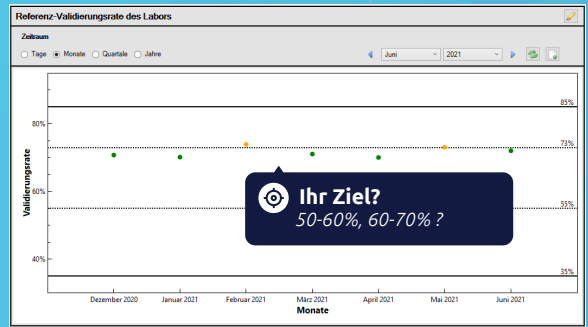 Referenz-Validierungsrate des Labors
Zeitraum
Tage Monate Quartale Jahre
Juni 2021
85%
80%
73%
60%
55%
40%
35%
Validierungsrate
Ihr Ziel?
50-60%, 60-70% ?
Dezember 2020 Januar 2021 Februar 2021 März 2021 April 2021 Mai 2021 Juni 2021
Monate